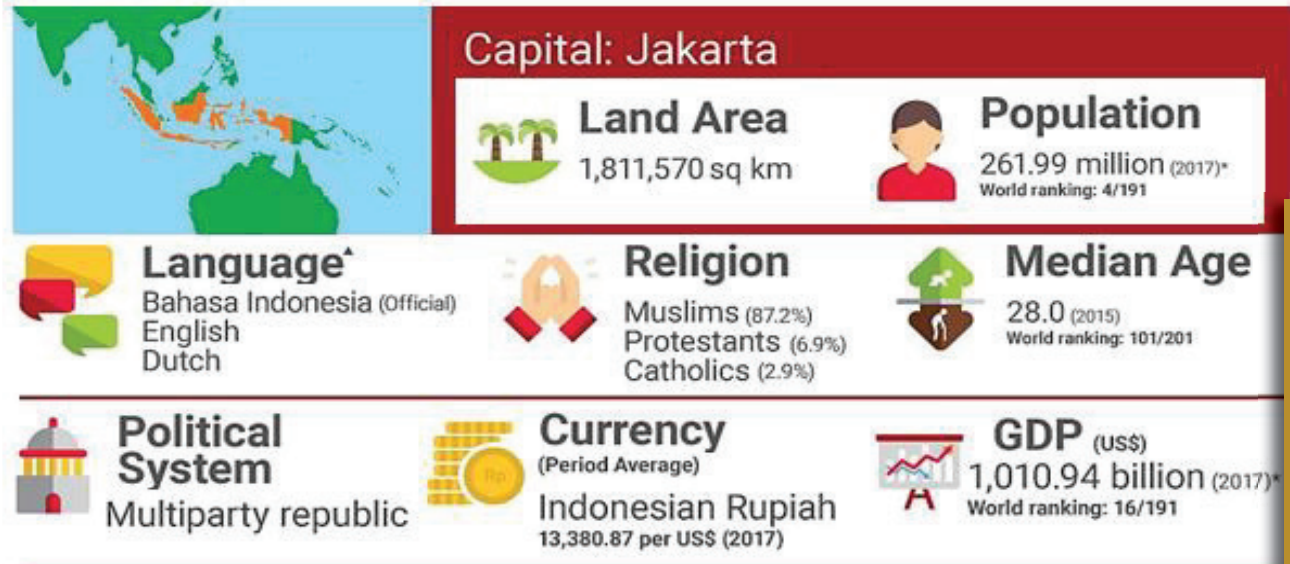 Capital: Jakarta
Land Area
1,811,570 sq km
Population
261.99 million (2017)*
World ranking: 4/191
Language▲
Bahasa Indonesia (Official)
English
Dutch
Religion
Muslims (87.2%)
Protestants (6.9%)
Catholics (2.9%)
Median Age
28.0 (2015)
World ranking: 101/201
Political
System
Multiparty republic
Currency
(Period Average)
Indonesian Rupiah
13,380.87 per US$ (2017)
Rp
GDP (US$)
1,010.94 billion (2017)*
World ranking: 16/191